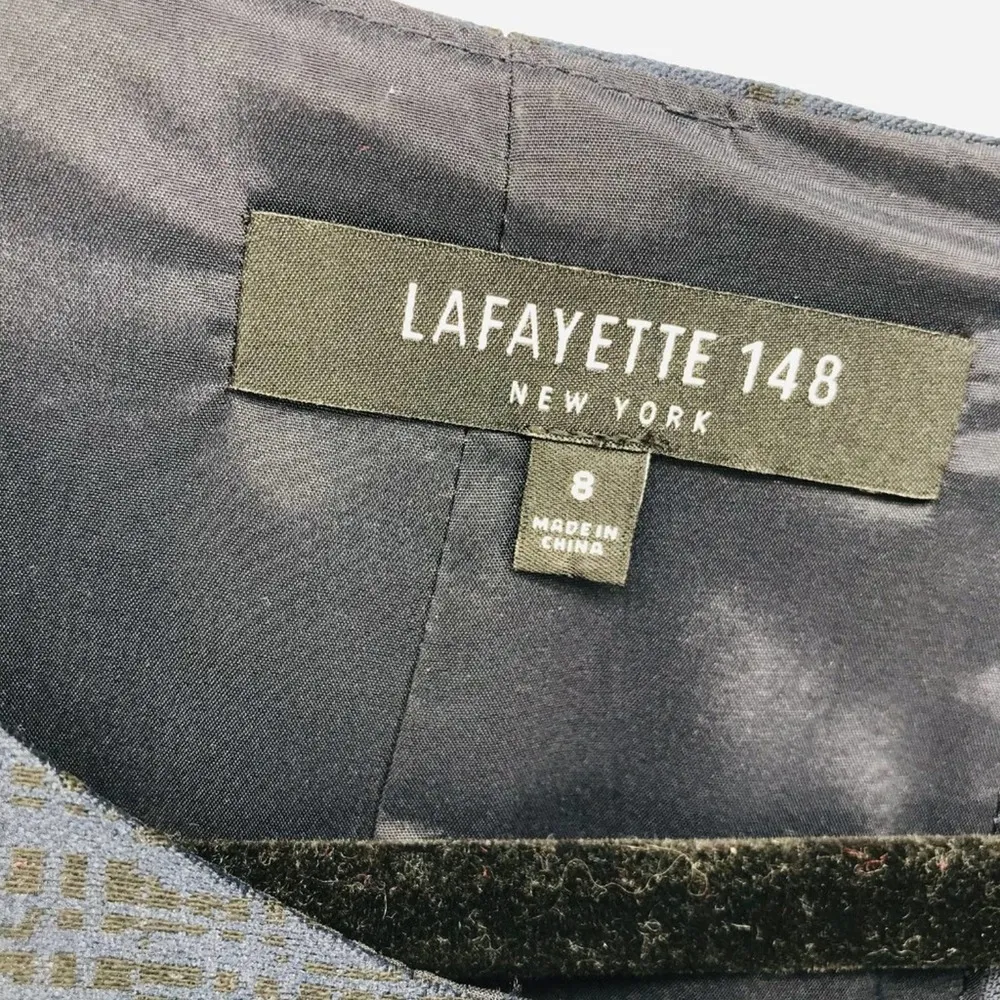 LAFAYETTE 148
NEW YORK
8
MADE IN
CHINA